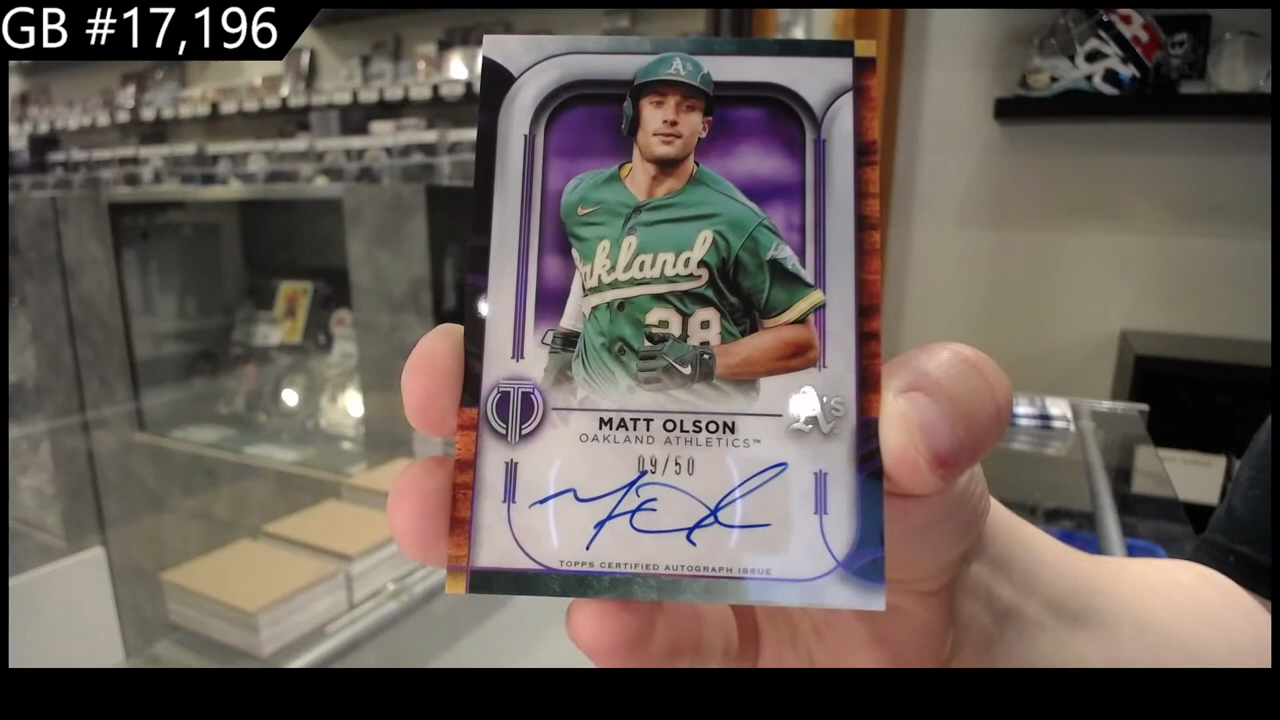 GB #17,196
A's
Oakland
28
T
A's
MATT OLSON
OAKLAND ATHLETICS™
09/50
TOPPS CERTIFIED AUTOGRAPH ISSUE